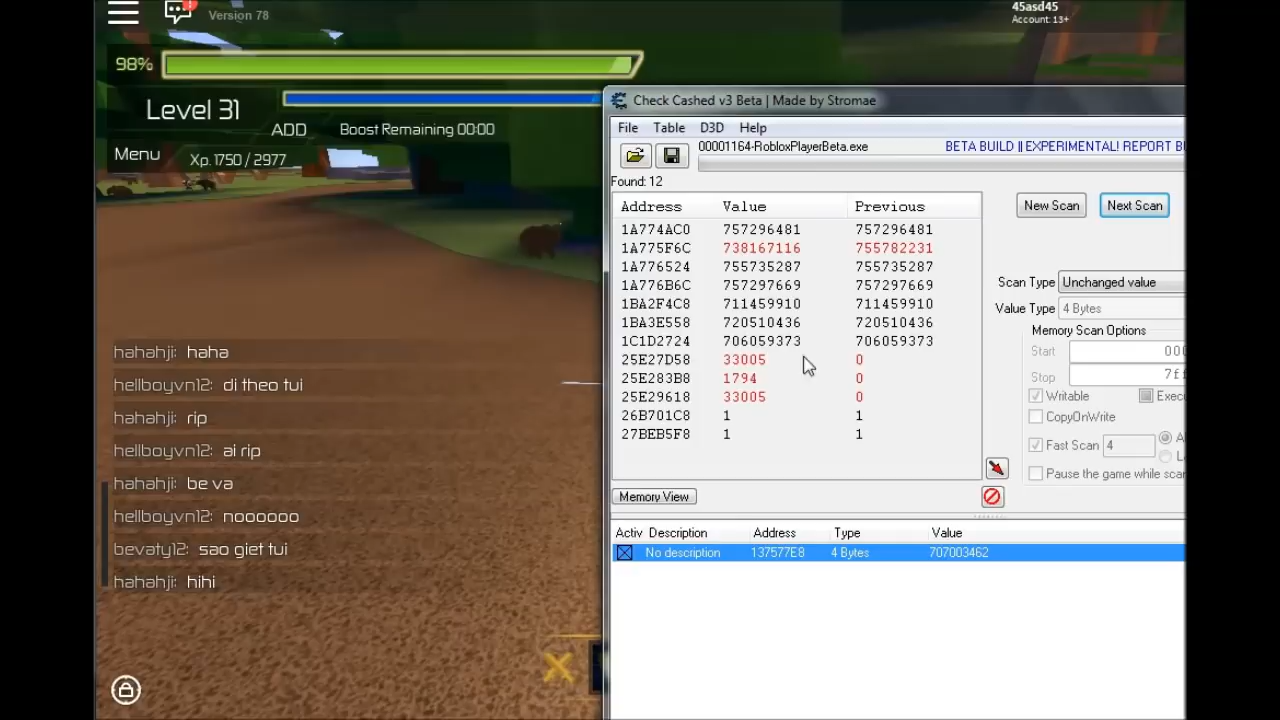 Version 78
45asd45
Account: 13+
98%
Level 31
ADD
Boost Remaining 00:00
Menu
Xp. 1750 / 2977
hahahji: haha
hellboyvn12: di theo tui
hahahji: rip
hellboyvn12: ai rip
hahahji: be va
hellboyvn12: noooooo
bevaty12: sao giet tui
hahahji: hihi
Check Cashed v3 Beta | Made by Stromae
File Table D3D Help
00001164-RobloxPlayerBeta.exe
BETA BUILD || EXPERIMENTAL! REPORT B
Found: 12
Address Value Previous
1A774AC0 757296481 757296481
1A775F6C 738167116 755782231
1A776524 755735287 755735287
1A776B6C 757297669 757297669
1BA2F4C8 711459910 711459910
1BA3E558 720510436 720510436
1C1D2724 706059373 706059373
25E27D58 33005 0
25E283B8 1794 0
25E29618 33005 0
26B701C8 1 1
27BEB5F8 1 1
New Scan Next Scan
Scan Type Unchanged value
Value Type 4 Bytes
Memory Scan Options
Start 000
Stop 7f
Writable Execu
CopyOnWrite
Fast Scan 4
Pause the game while scan
Memory View
Activ Description Address Type Value
No description 137577E8 4 Bytes 707003462